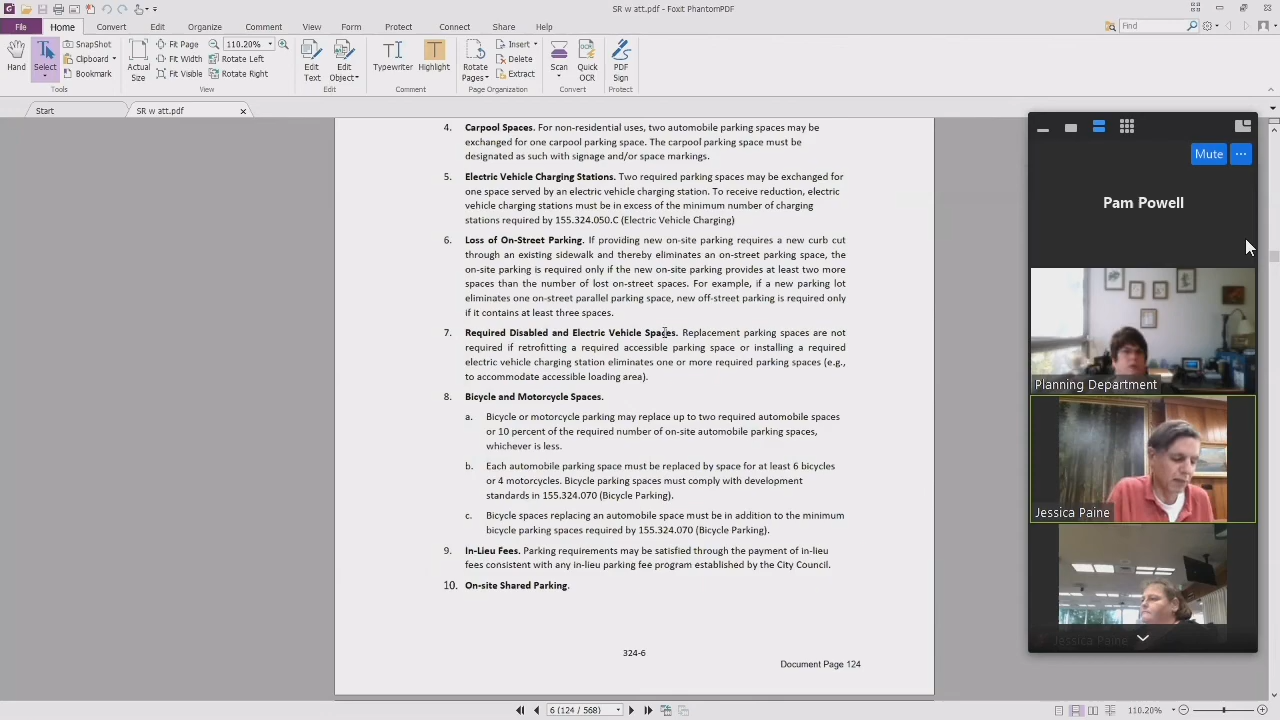 SR w att.pdf - Foxit PhantomPDF
File Home Convert Edit Organize Comment View Form Protect Connect Share Help Find
Hand
Select
SnapShot
Clipboard
Bookmark
Tools
Actual
Size
Fit Page
Fit Width
Fit Visible
110.20%
Rotate Left
Rotate Right
View
Edit
Text
Edit
Object
Edit
Typewriter
Highlight
Comment
Rotate
Pages
Insert
Delete
Extract
Page Organization
Scan
Quick
OCR
Convert
PDF
Sign
Protect
Start
SR w att.pdf
4. Carpool Spaces. For non-residential uses, two automobile parking spaces may be
exchanged for one carpool parking space. The carpool parking space must be
designated as such with signage and/or space markings.
5. Electric Vehicle Charging Stations. Two required parking spaces may be exchanged for
one space served by an electric vehicle charging station. To receive reduction, electric
vehicle charging stations must be in excess of the minimum number of charging
stations required by 155.324.050.C (Electric Vehicle Charging)
6. Loss of On-Street Parking. If providing new on-site parking requires a new curb cut
through an existing sidewalk and thereby eliminates an on-street parking space, the
on-site parking is required only if the new on-site parking provides at least two more
spaces than the number of lost on-street spaces. For example, if a new parking lot
eliminates one on-street parallel parking space, new off-street parking is required only
if it contains at least three spaces.
7. Required Disabled and Electric Vehicle Spaces. Replacement parking spaces are not
required if retrofitting a required accessible parking space or installing a required
electric vehicle charging station eliminates one or more required parking spaces (e.g.,
to accommodate accessible loading area).
8. Bicycle and Motorcycle Spaces.
a. Bicycle or motorcycle parking may replace up to two required automobile spaces
or 10 percent of the required number of on-site automobile parking spaces,
whichever is less.
b. Each automobile parking space must be replaced by space for at least 6 bicycles
or 4 motorcycles. Bicycle parking spaces must comply with development
standards in 155.324.070 (Bicycle Parking).
c. Bicycle spaces replacing an automobile space must be in addition to the minimum
bicycle parking spaces required by 155.324.070 (Bicycle Parking).
9. In-Lieu Fees. Parking requirements may be satisfied through the payment of in-lieu
fees consistent with any in-lieu parking fee program established by the City Council.
10. On-site Shared Parking.
324-6
Document Page 124
Mute ...
Pam Powell
Planning Department
Jessica Paine
Jessica Paine
6 (124 / 568)
110.20%